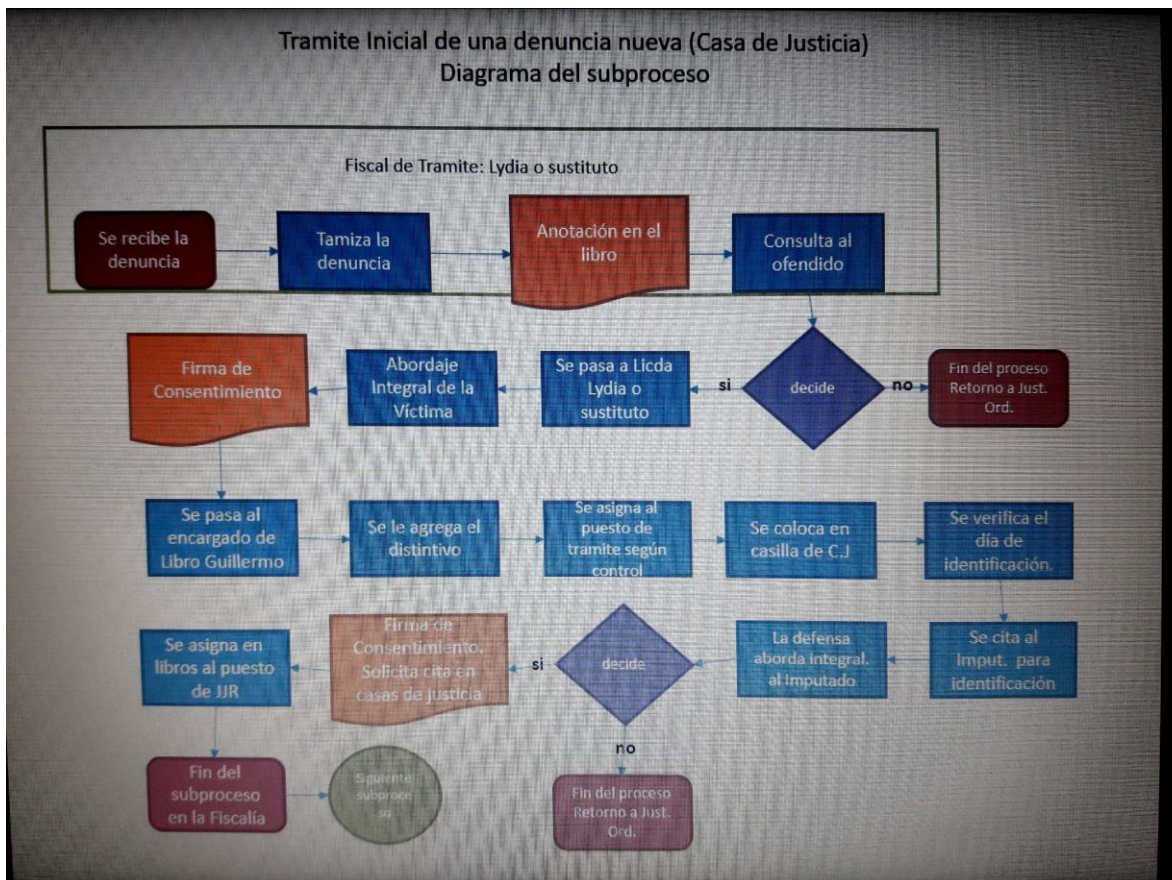 Tramite Inicial de una denuncia nueva (Casa de Justicia)
Diagrama del subproceso
Fiscal de Tramite: Lydia o sustituto
Se recibe la
denuncia
Tamiza la
denuncia
Anotación en el
libro
Consulta al
ofendido
decide
no
Fin del proceso
Retorno a Just.
Ord.
si
Se pasa a Licda
Lydia o
sustituto
Abordaje
Integral de la
Víctima
Firma de
Consentimiento
Se pasa al
encargado de
Libro Guillermo
Se le agrega el
distintivo
Se asigna al
puesto de
tramite según
control
Se coloca en
casilla de C.J
Se verifica el
día de
identificación.
Se cita al
Imput. para
identificación
La defensa
aborda Integral.
al Imputado
decide
si
Firma de
Consentimiento.
Solicita cita en
casas de justicia
Se asigna en
libros al puesto
de JJR
Fin del
subproceso
en la Fiscalía
Siguiente
subproce
so
no
Fin del proceso
Retorno a Just.
Ord.